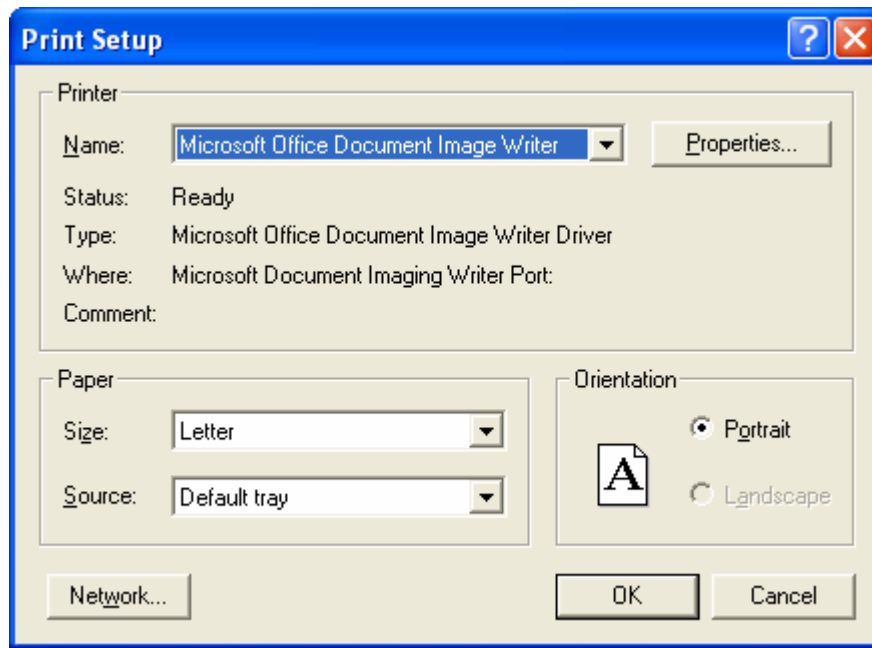 Print Setup
Printer
Name: Microsoft Office Document Image Writer Properties...
Status: Ready
Type: Microsoft Office Document Image Writer Driver
Where: Microsoft Document Imaging Writer Port:
Comment:
Paper
Size: Letter
Source: Default tray
Orientation
A
Portrait
Landscape
Network... OK Cancel